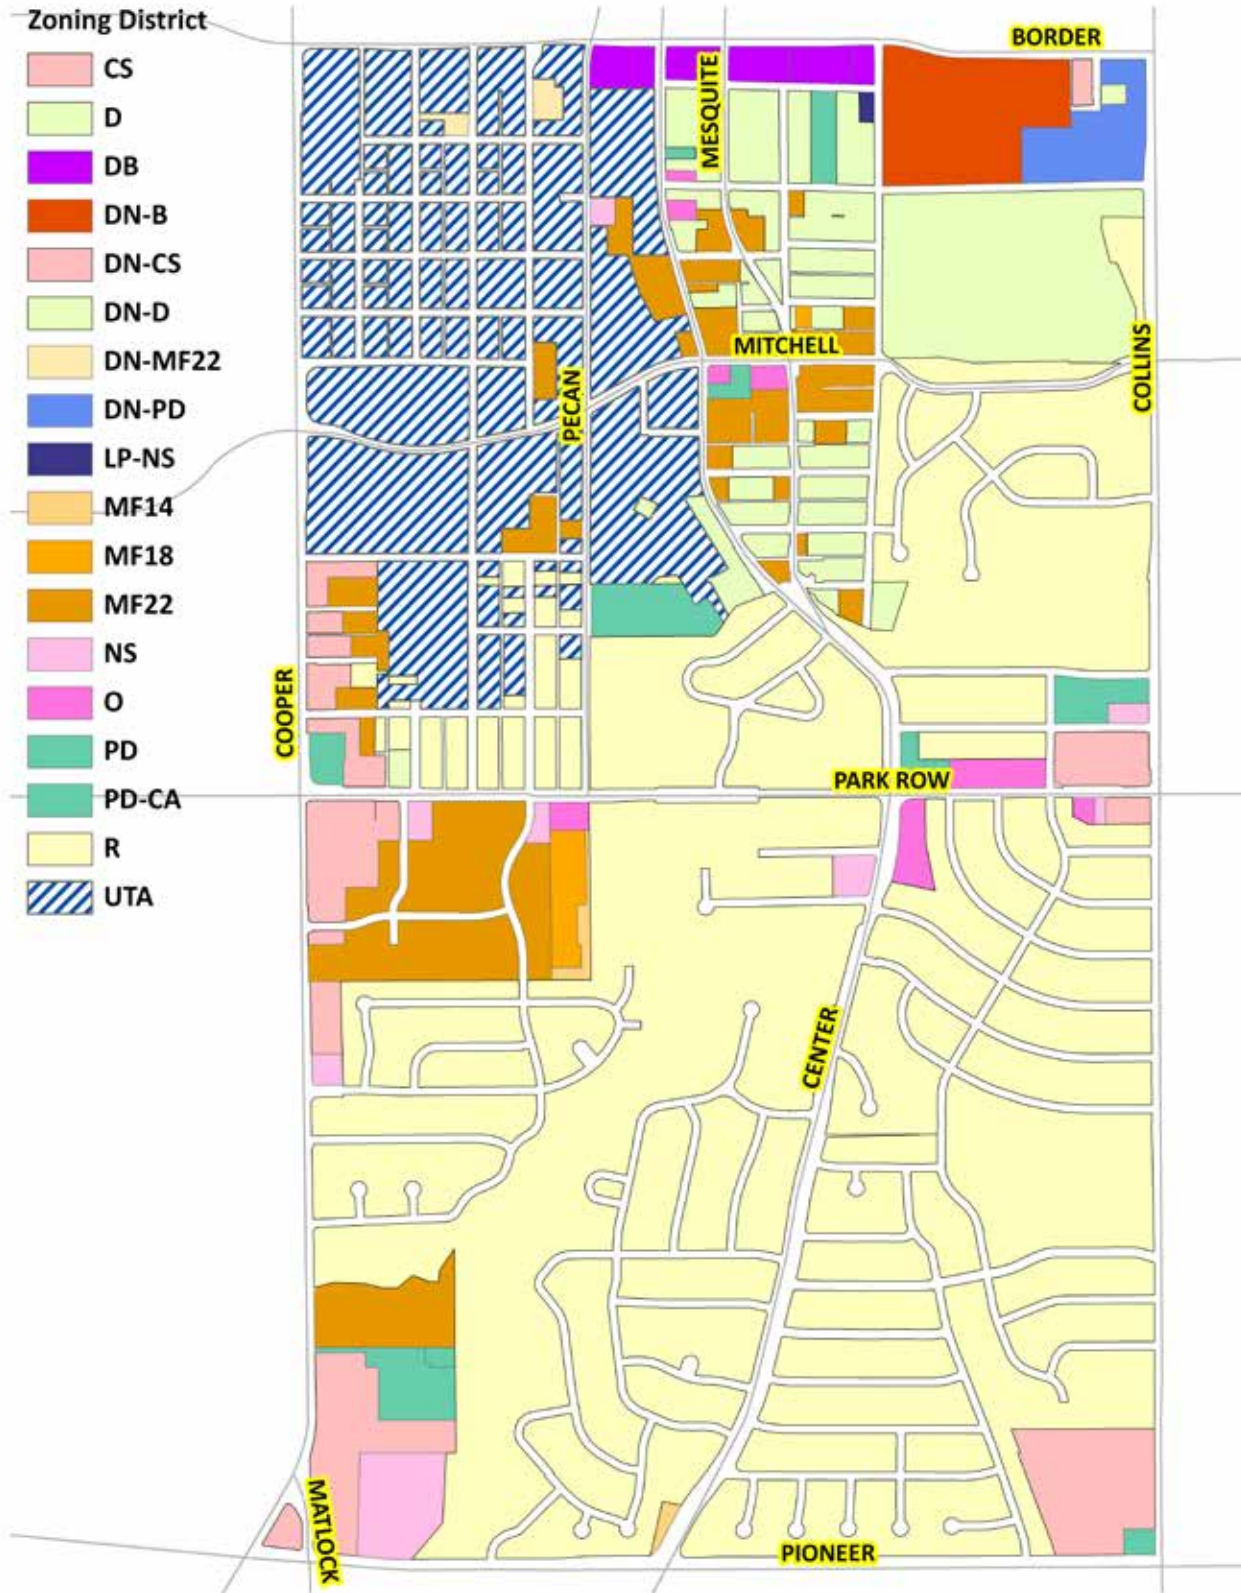 Zoning District
CS
D
DB
DN-B
DN-CS
DN-D
DN-MF22
DN-PD
LP-NS
MF14
MF18
MF22
NS
O
PD
PD-CA
R
UTA
BORDER
MESQUITE
MITCHELL
COLLINS
PECAN
COOPER
PARK ROW
CENTER
MATLOCK
PIONEER